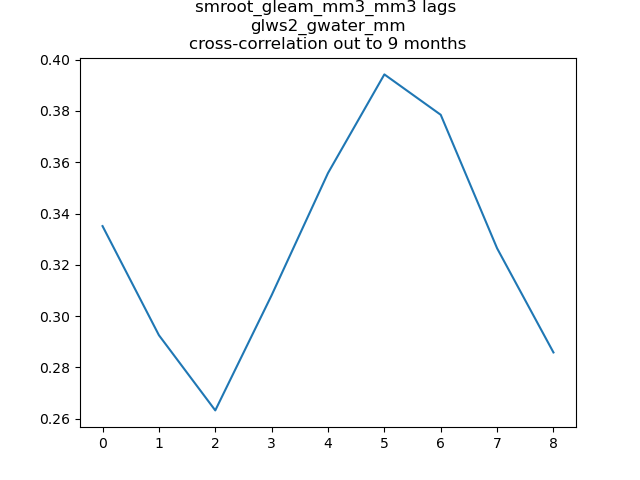 smroot_gleam_mm3_mm3 lags
glws2_gwater_mm
cross-correlation out to 9 months
0.40
0.38
0.36
0.34
0.32
0.30
0.28
0.26
0 1 2 3 4 5 6 7 8